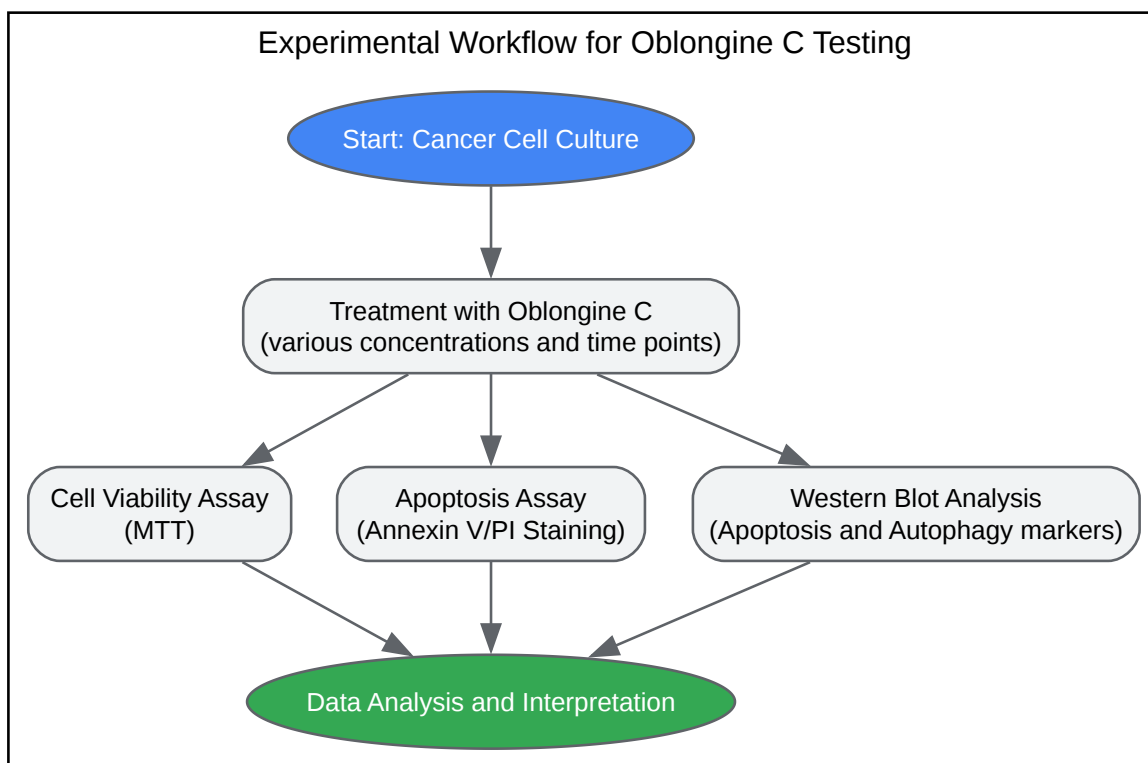 Experimental Workflow for Oblongine C Testing
Start: Cancer Cell Culture
Treatment with Oblongine C
(various concentrations and time points)
Cell Viability Assay
(MTT)
Apoptosis Assay
(Annexin V/PI Staining)
Western Blot Analysis
(Apoptosis and Autophagy markers)
Data Analysis and Interpretation